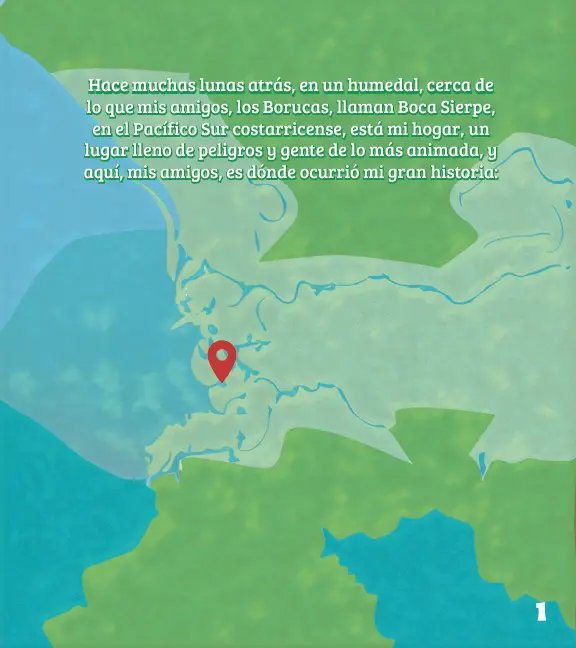 Hace muchas lunas atrás, en un humedal, cerca de
lo que mis amigos, los Borucas, llaman Boca Sierpe,
en el Pacífico Sur costarricense, está mi hogar, un
lugar lleno de peligros y gente de lo más animada, y
aquí, mis amigos, es dónde ocurrió mi gran historia:
1